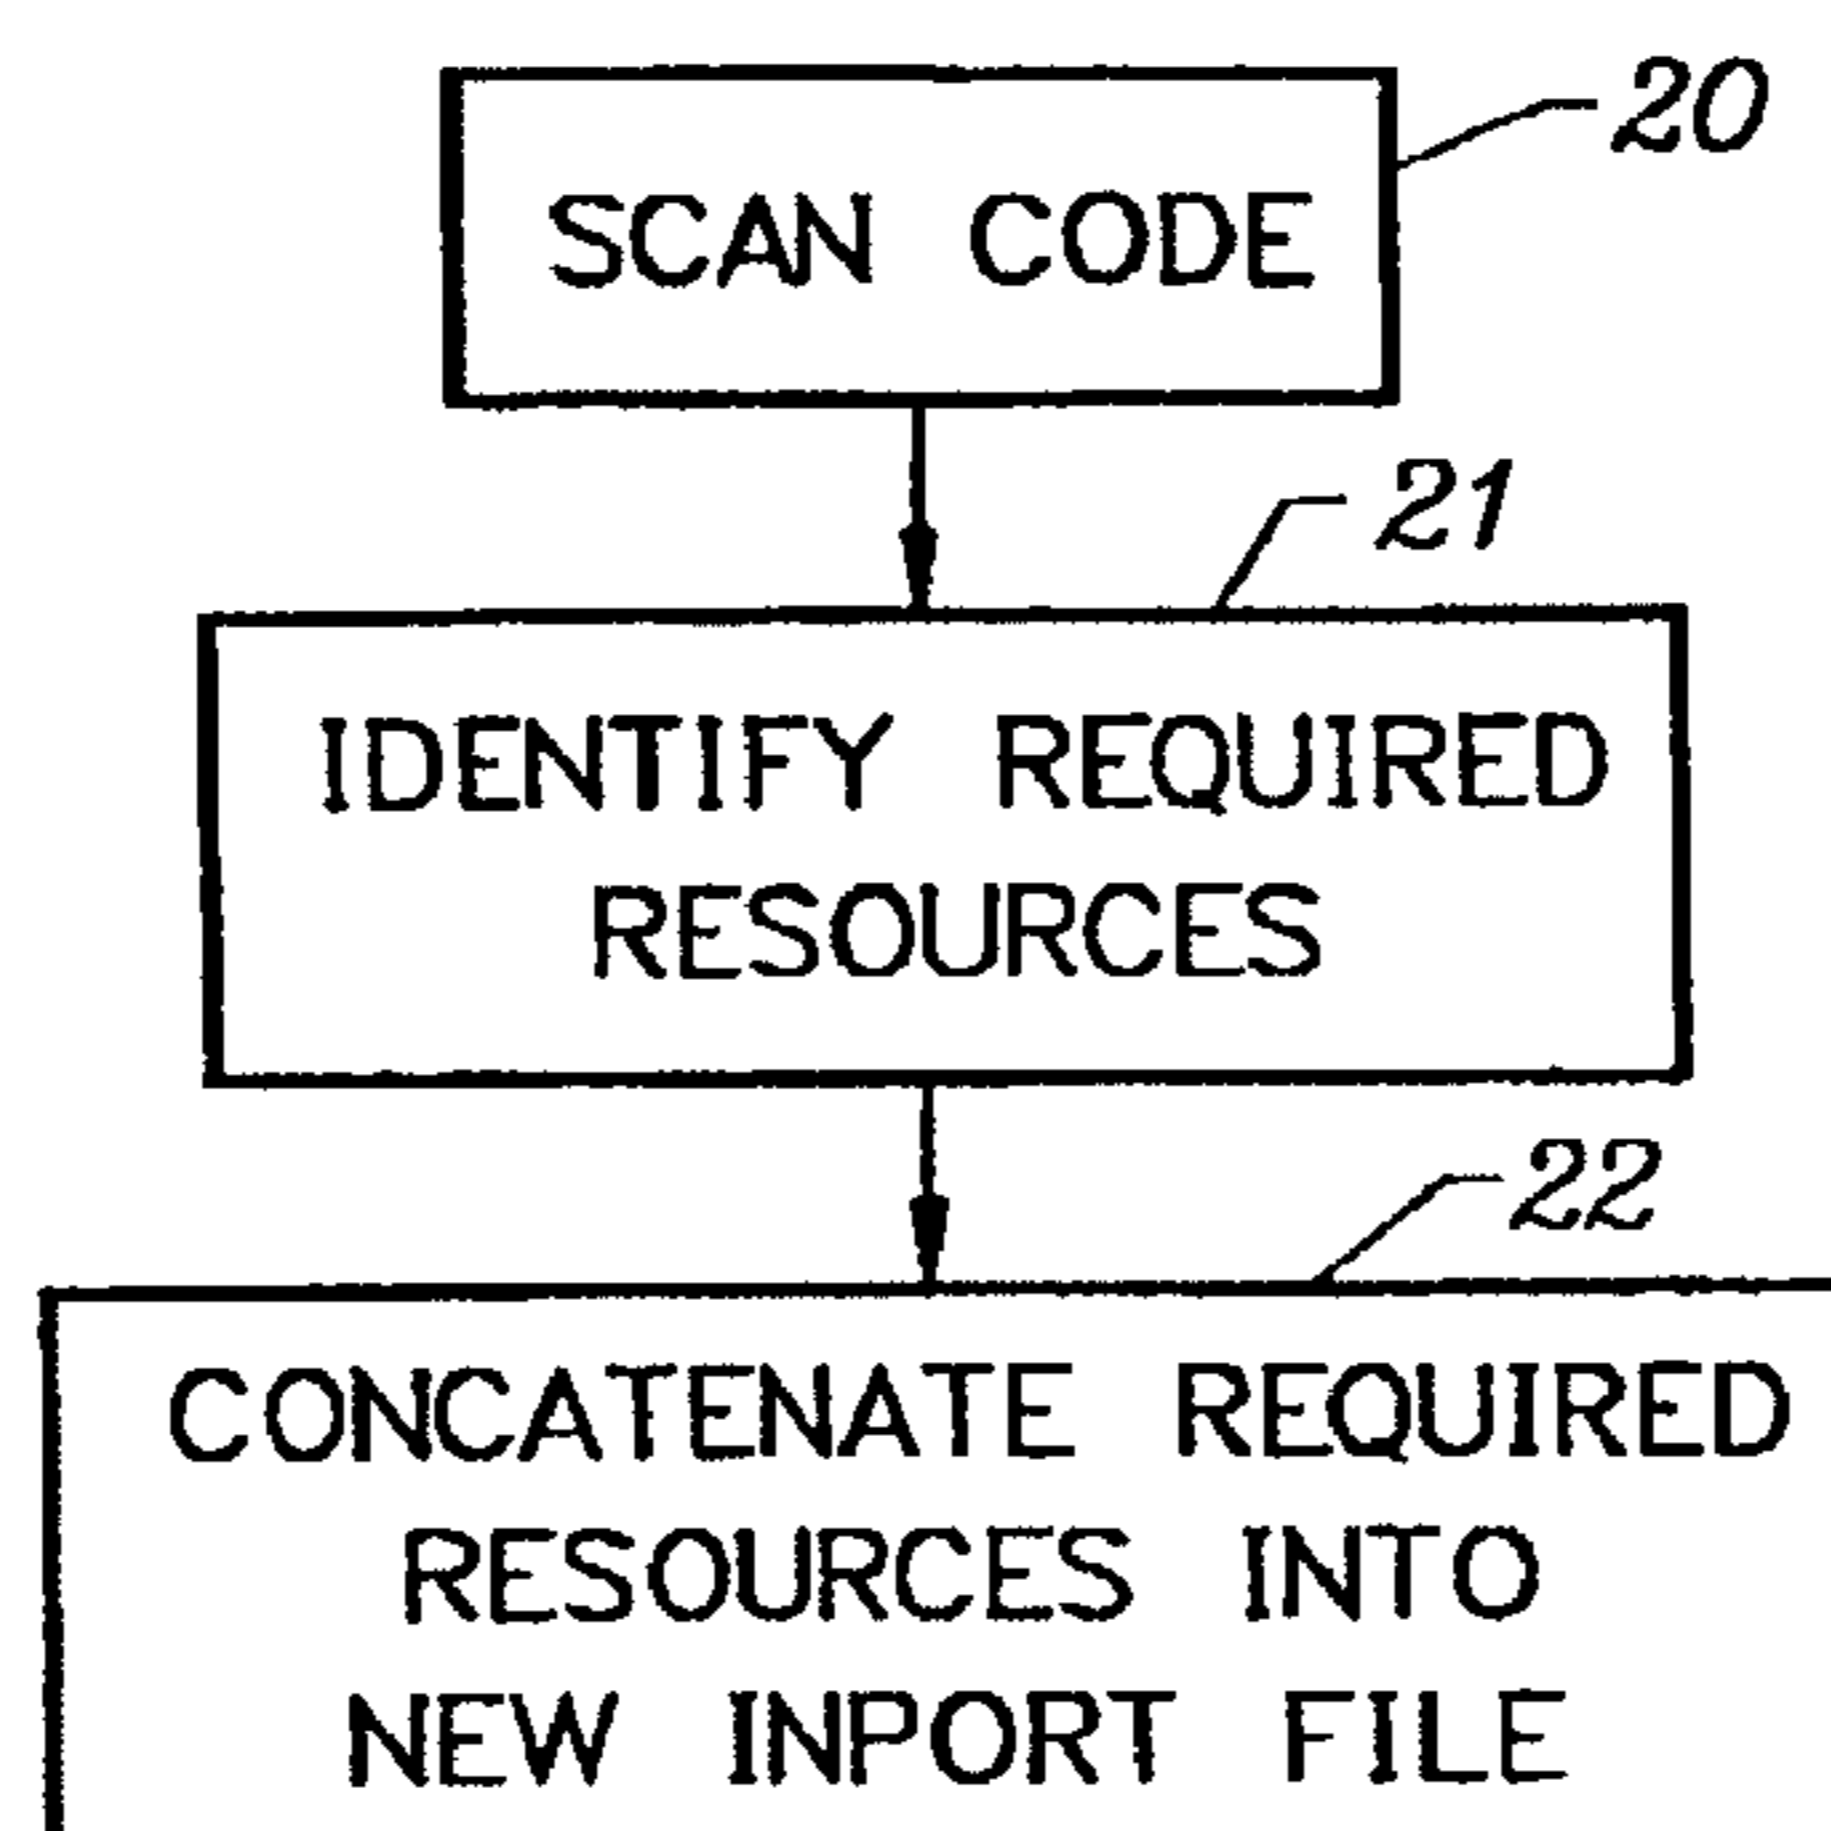 20
SCAN CODE
21
IDENTIFY REQUIRED
RESOURCES
22
CONCATENATE REQUIRED
RESOURCES INTO
NEW INPORT FILE